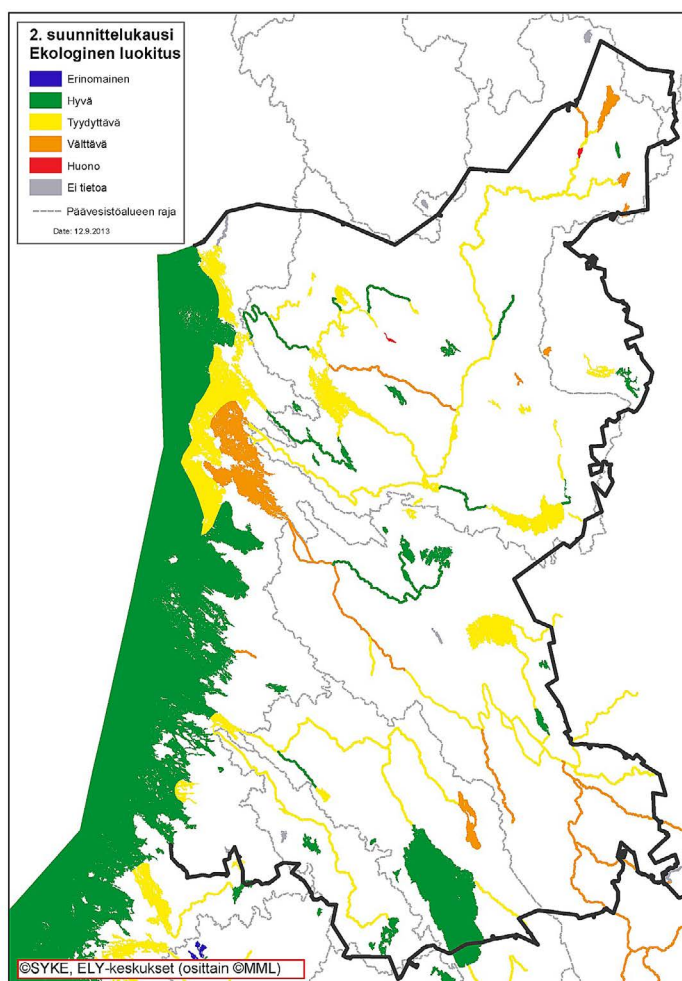 2. suunnittelukausi
Ekologinen luokitus
Erinomainen
Hyvä
Tyydyttävä
Välttävä
Huono
Ei tietoa
Päävesistöalueen raja
Date: 12.9.2013
©SYKE, ELY-keskukset (osittain ©MML)